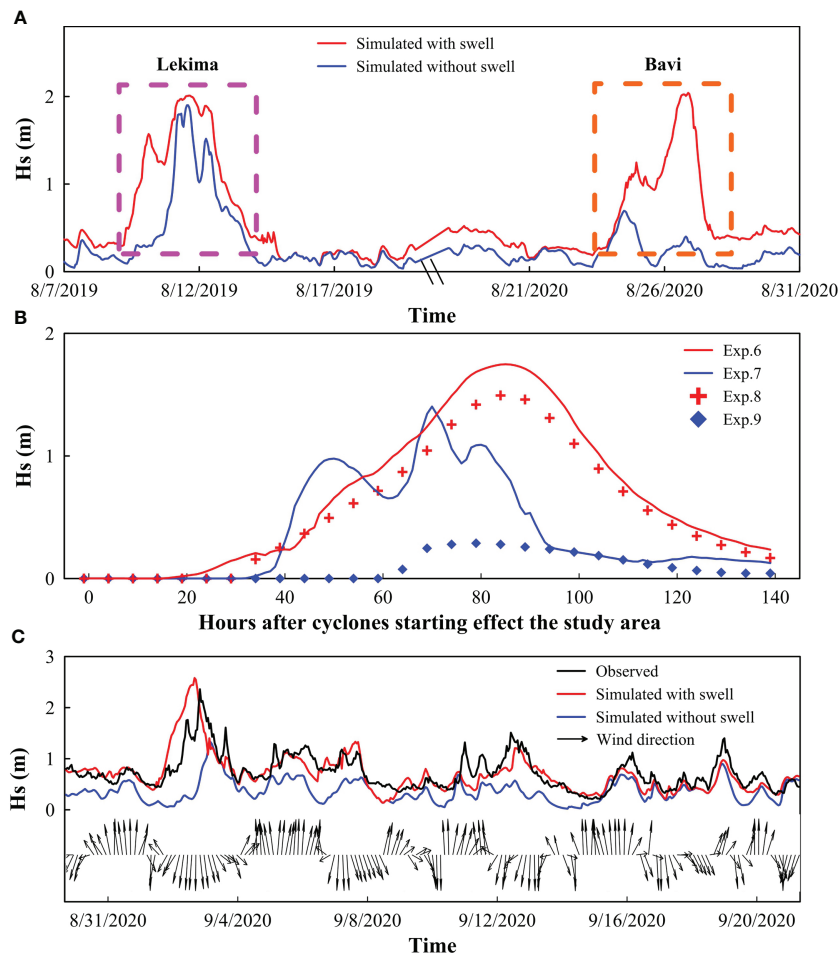 A
Simulated with swell
Simulated without swell
Lekima
Bavi
Hs (m)
2
1
0
8/7/2019
8/12/2019
8/17/2019
8/21/2020
8/26/2020
8/31/2020
Time
B
Exp.6
Exp.7
Exp.8
Exp.9
Hs (m)
2
1
0
0
20
40
60
80
100
120
140
Hours after cyclones starting effect the study area
C
Observed
Simulated with swell
Simulated without swell
Wind direction
Hs (m)
3
2
1
0
8/31/2020
9/4/2020
9/8/2020
9/12/2020
9/16/2020
9/20/2020
Time